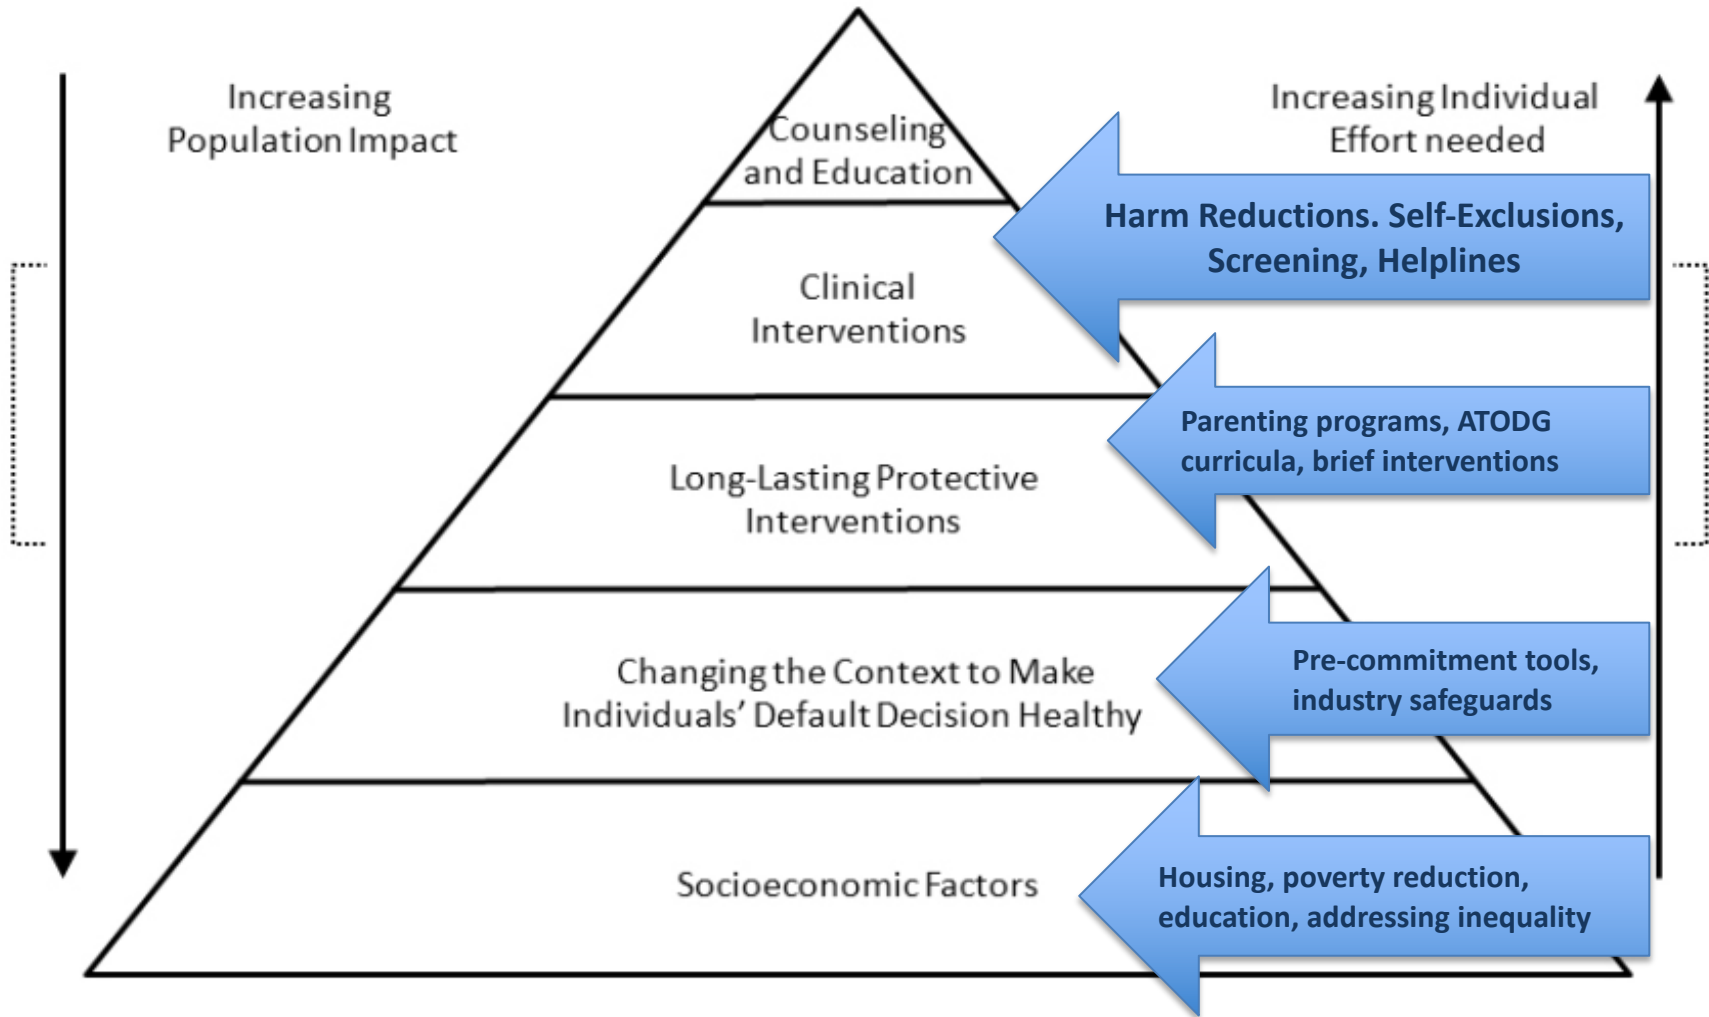 Increasing
Population Impact
Increasing Individual
Effort needed
Counseling
and Education
Harm Reductions. Self-Exclusions,
Screening, Helplines
Clinical
Interventions
Parenting programs, ATODG
curricula, brief interventions
Long-Lasting Protective
Interventions
Changing the Context to Make
Individuals’ Default Decision Healthy
Pre-commitment tools,
industry safeguards
Socioeconomic Factors
Housing, poverty reduction,
education, addressing inequality